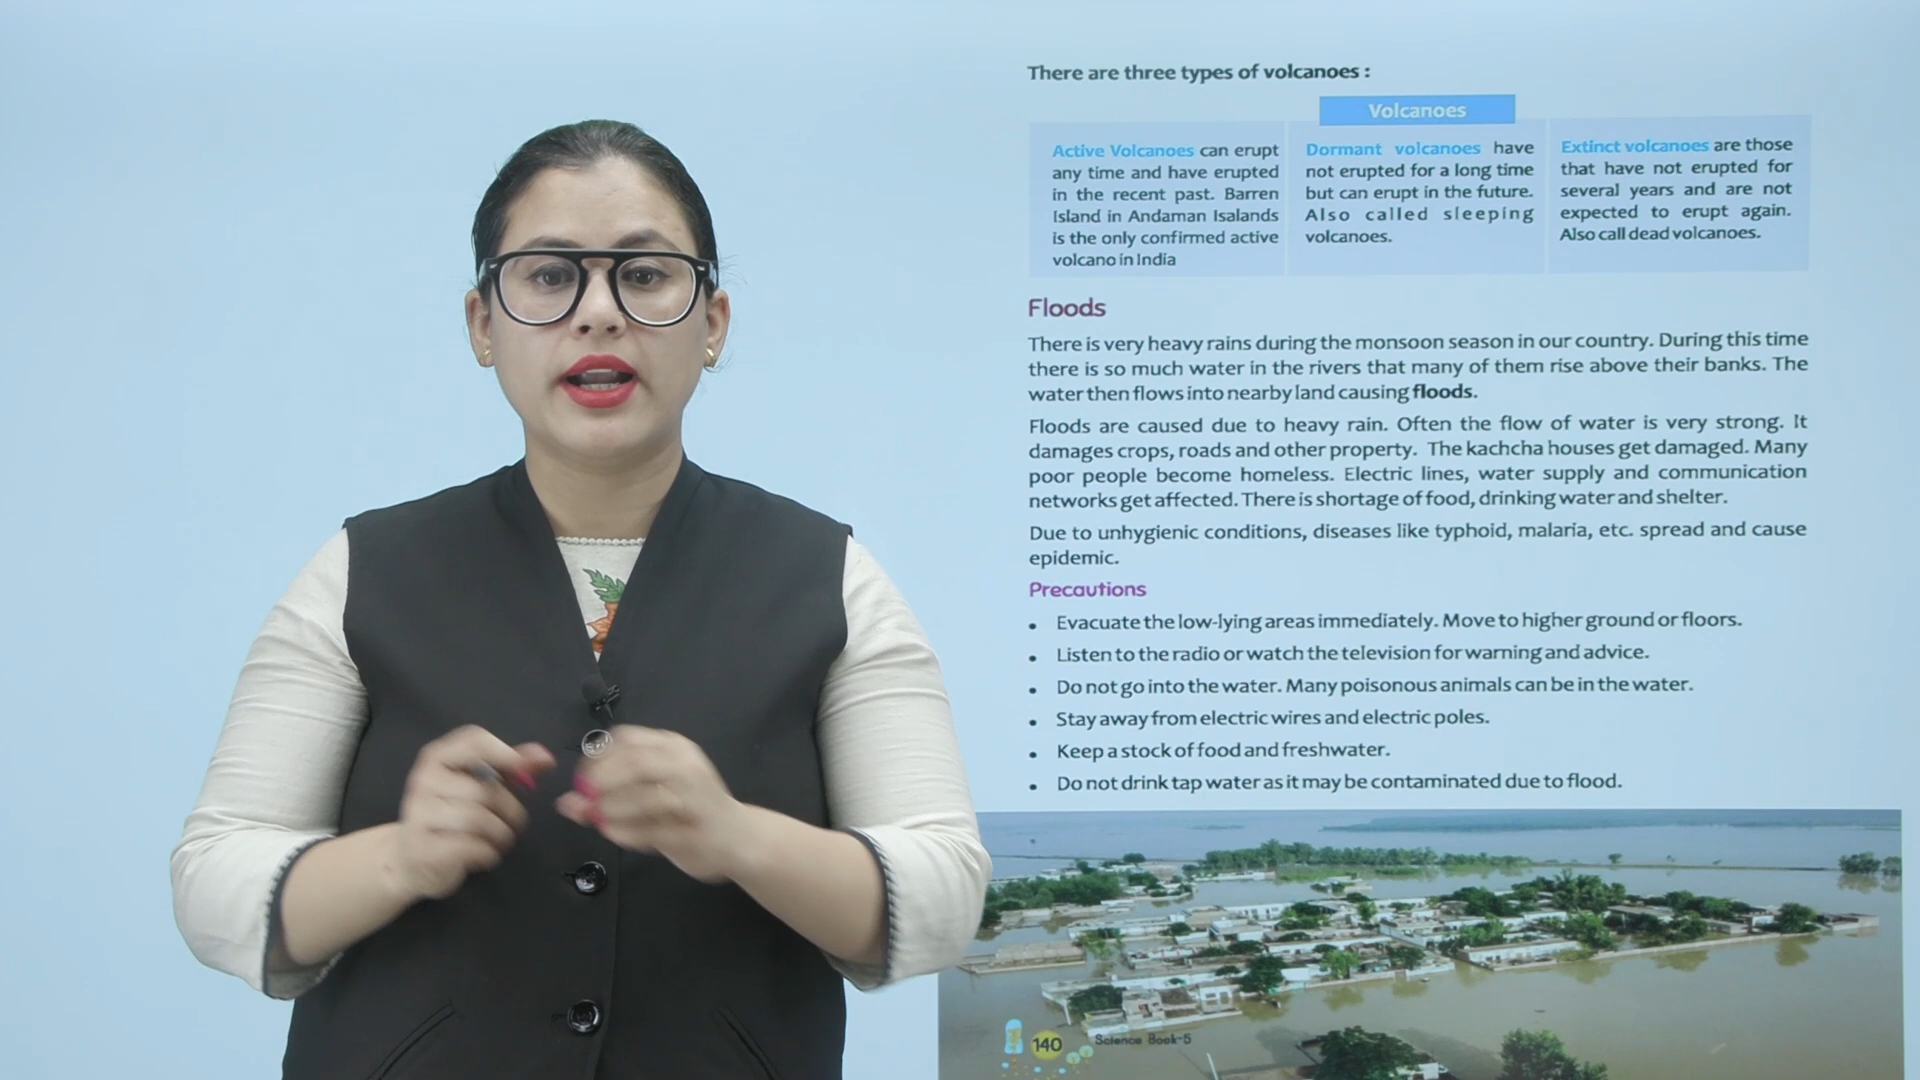 There are three types of volcanoes :
Volcanoes
Active Volcanoes can erupt
any time and have erupted
in the recent past. Barren
Island in Andaman Isalands
is the only confirmed active
volcano in India
Dormant volcanoes have
not erupted for a long time
but can erupt in the future.
Also called sleeping
volcanoes.
Extinct volcanoes are those
that have not erupted for
several years and are not
expected to erupt again.
Also call dead volcanoes.
Floods
There is very heavy rains during the monsoon season in our country. During this time
there is so much water in the rivers that many of them rise above their banks. The
water then flows into nearby land causing floods.
Floods are caused due to heavy rain. Often the flow of water is very strong. It
damages crops, roads and other property. The kachcha houses get damaged. Many
poor people become homeless. Electric lines, water supply and communication
networks get affected. There is shortage of food, drinking water and shelter.
Due to unhygienic conditions, diseases like typhoid, malaria, etc. spread and cause
epidemic.
Precautions
• Evacuate the low-lying areas immediately. Move to higher ground or floors.
• Listen to the radio or watch the television for warning and advice.
• Do not go into the water. Many poisonous animals can be in the water.
• Stay away from electric wires and electric poles.
• Keep a stock of food and freshwater.
• Do not drink tap water as it may be contaminated due to flood.
140 Science Book-5